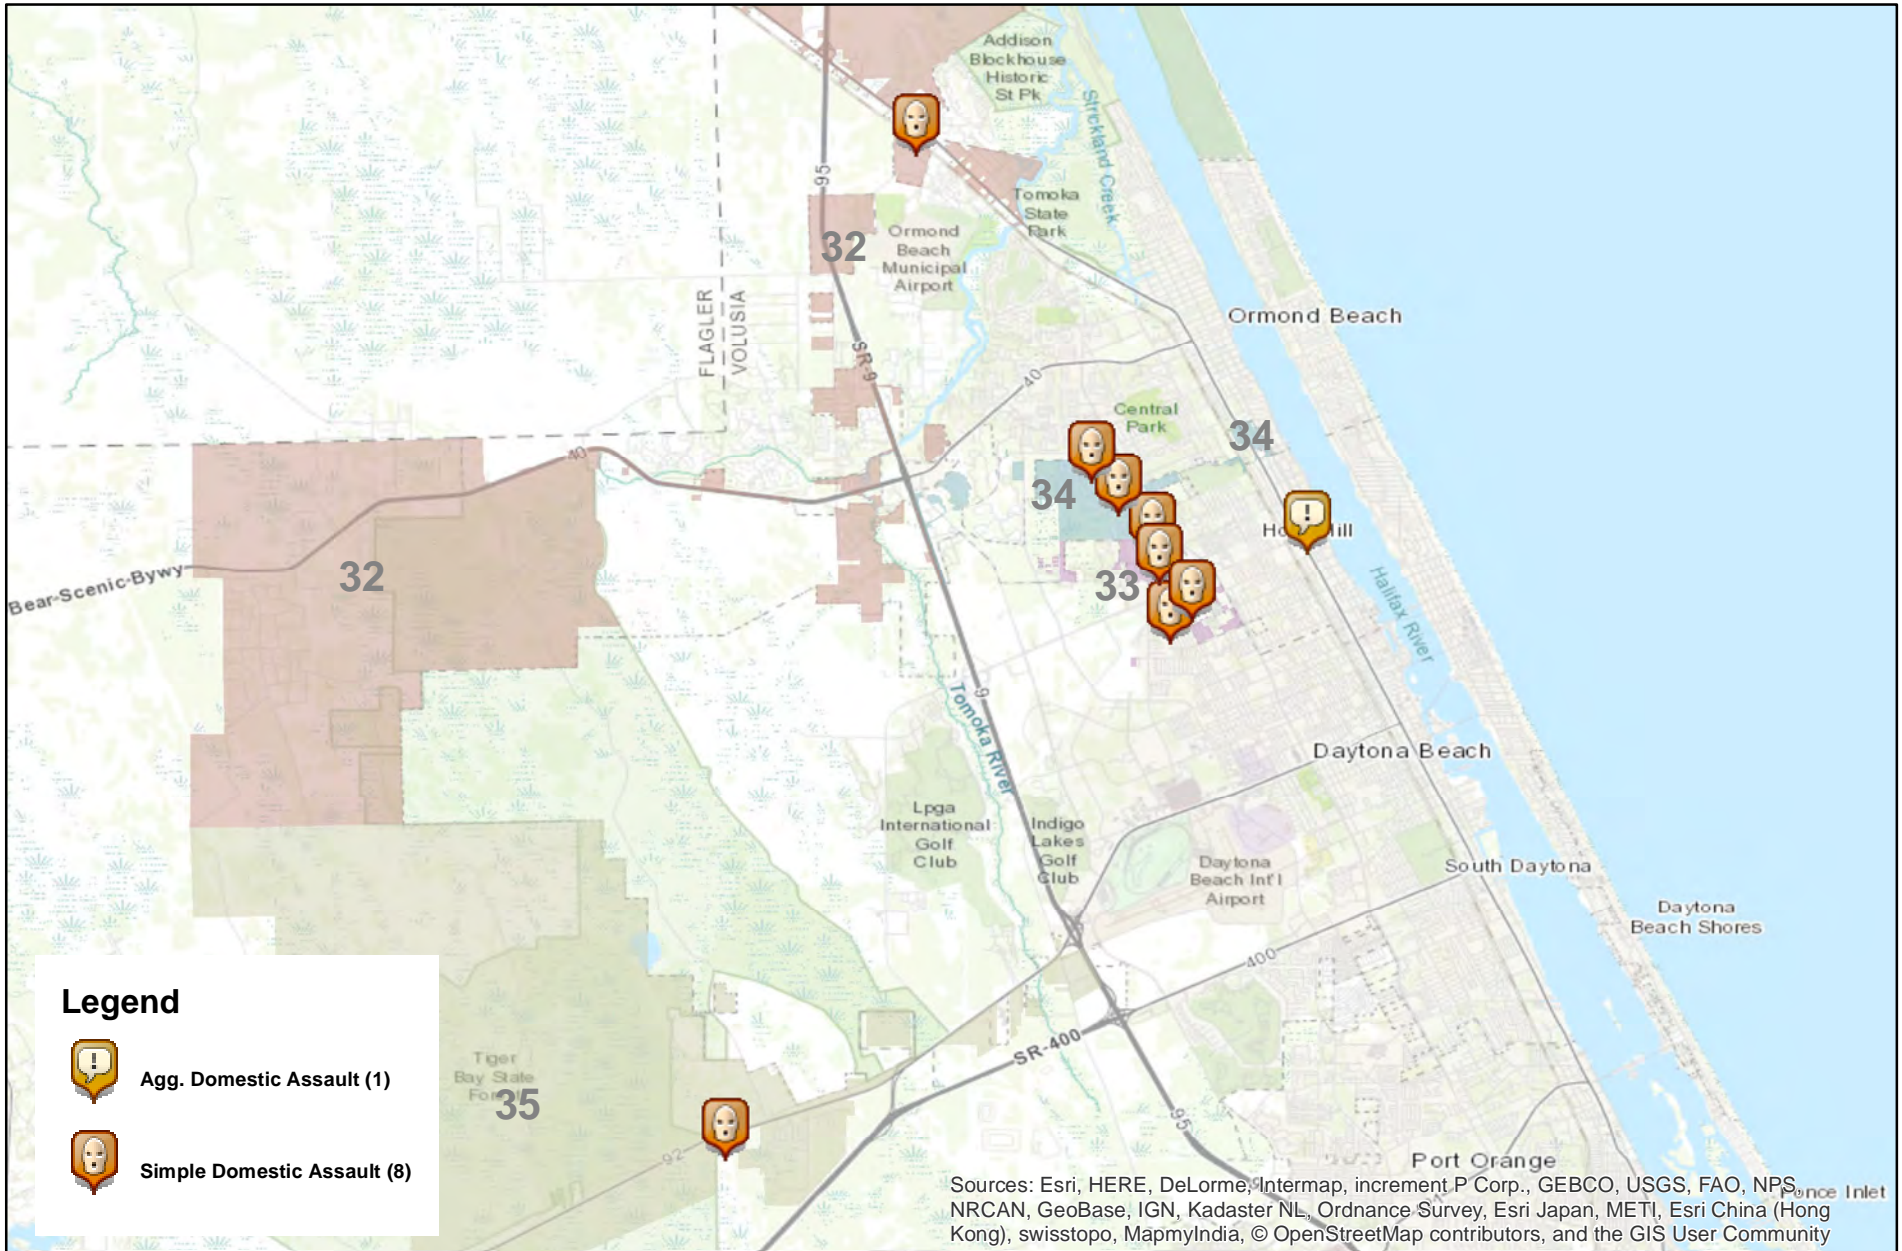 Addison
Blockhouse
Historic
St Pk
Strickland Creek
95
Tomoka
State
Park
32
Ormond
Beach
Municipal
Airport
FLAGLER
VOLUSIA
Ormond Beach
SR-9
40
Central
Park
34
40
34
Bear-Scenic-Bywy
32
33
Halifax River
9
Tomoka River
Daytona Beach
Lpga
International
Golf
Club
Indigo
Lakes
Golf
Club
Daytona
Beach Int'l
Airport
South Daytona
Daytona
Beach Shores
400
SR-400
Tiger
Bay State
35
92
95
Port Orange
Ponce Inlet
Legend
Agg. Domestic Assault (1)
Simple Domestic Assault (8)
Sources: Esri, HERE, DeLorme, Intermap, increment P Corp., GEBCO, USGS, FAO, NPS,
NRCAN, GeoBase, IGN, Kadaster NL, Ordnance Survey, Esri Japan, METI, Esri China (Hong
Kong), swisstopo, MapmyIndia, © OpenStreetMap contributors, and the GIS User Community